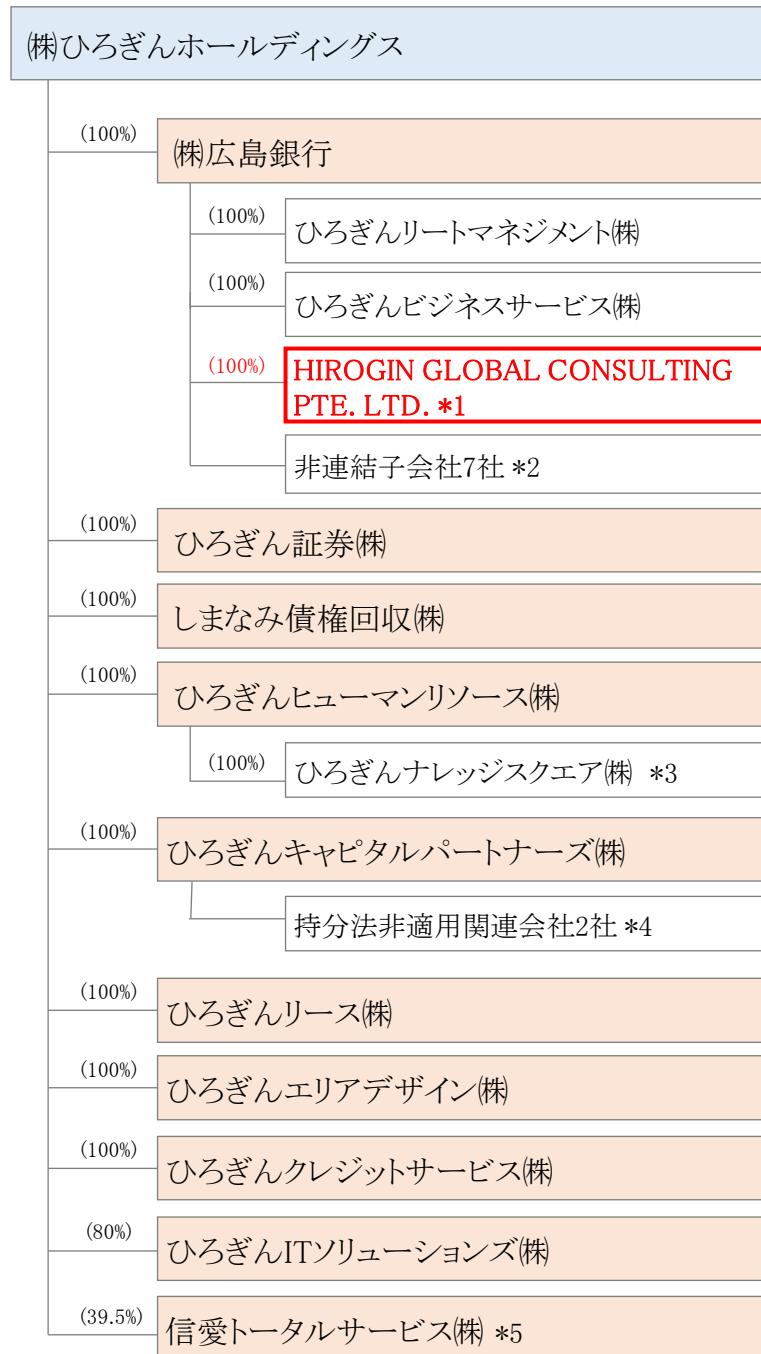 ㈱ひろぎんホールディングス
(100%)
㈱広島銀行
(100%)
ひろぎんリートマネジメント㈱
(100%)
ひろぎんビジネスサービス㈱
(100%)
HIROGIN GLOBAL CONSULTING
PTE. LTD. *1
非連結子会社7社 *2
(100%)
ひろぎん証券㈱
(100%)
しまなみ債権回収㈱
(100%)
ひろぎんヒューマンリソース㈱
(100%)
ひろぎんナレッジスクエア㈱ *3
(100%)
ひろぎんキャピタルパートナーズ㈱
持分法非適用関連会社2社 *4
(100%)
ひろぎんリース㈱
(100%)
ひろぎんエリアデザイン㈱
(100%)
ひろぎんクレジットサービス㈱
(80%)
ひろぎんITソリューションズ㈱
(39.5%)
信愛トータルサービス㈱ *5